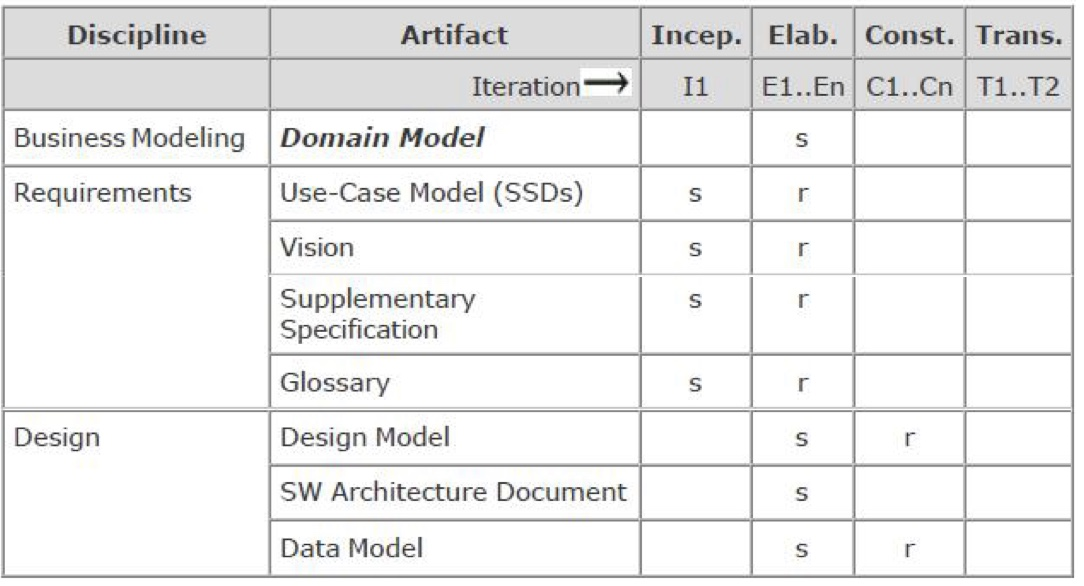 Discipline Artifact Incep. Elab. Const. Trans.
Iteration I1 E1..En C1..Cn T1..T2
Business Modeling Domain Model s
Requirements Use-Case Model (SSDs) s r
Vision s r
Supplementary
Specification s r
Glossary s r
Design Design Model s r
SW Architecture Document s
Data Model s r